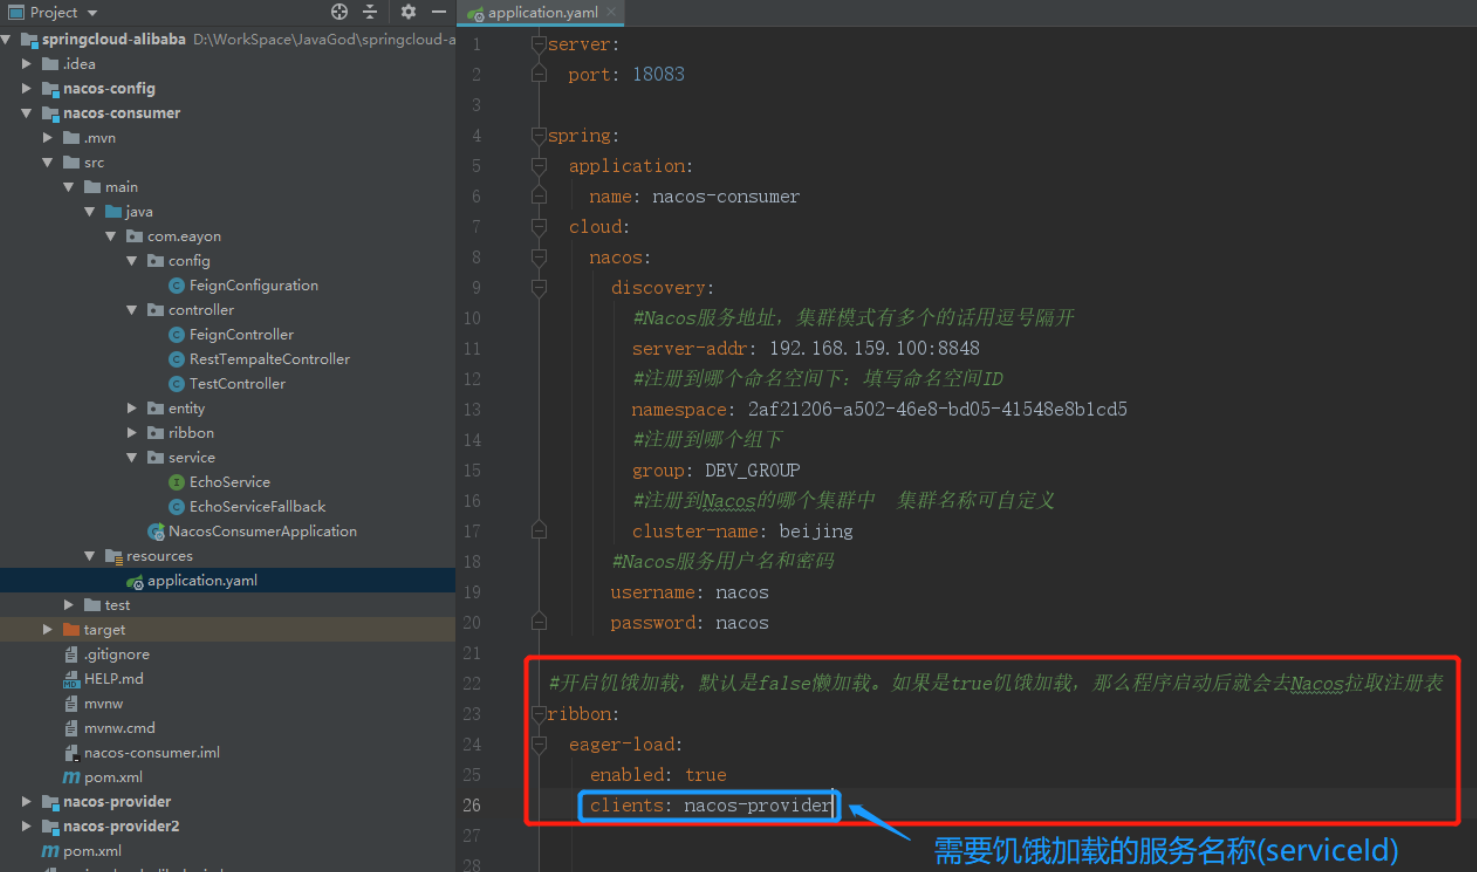 Project
springcloud-alibaba D:\WorkSpace\JavaGod\springcloud-a
.idea
nacos-config
nacos-consumer
.mvn
src
main
java
com.eayon
config
FeignConfiguration
controller
FeignController
RestTempalteController
TestController
entity
ribbon
service
EchoService
EchoServiceFallback
NacosConsumerApplication
resources
application.yaml
test
target
.gitignore
HELP.md
mvnw
mvnw.cmd
nacos-consumer.iml
pom.xml
nacos-provider
nacos-provider2
pom.xml
application.yaml
1 server:
2 port: 18083
3
4 spring:
5 application:
6 name: nacos-consumer
7 cloud:
8 nacos:
9 discovery:
10 #Nacos服务地址，集群模式有多个的话用逗号隔开
11 server-addr: 192.168.159.100:8848
12 #注册到哪个命名空间下：填写命名空间ID
13 namespace: 2af21206-a502-46e8-bd05-41548e8b1cd5
14 #注册到哪个组下
15 group: DEV_GROUP
16 #注册到Nacos的哪个集群中 集群名称可自定义
17 cluster-name: beijing
18 #Nacos服务用户名和密码
19 username: nacos
20 password: nacos
21
22 #开启饥饿加载，默认是false懒加载。如果是true饥饿加载，那么程序启动后就会去Nacos拉取注册表
23 ribbon:
24 eager-load:
25 enabled: true
26 clients: nacos-provider
27
需要饥饿加载的服务名称(serviceId)
28